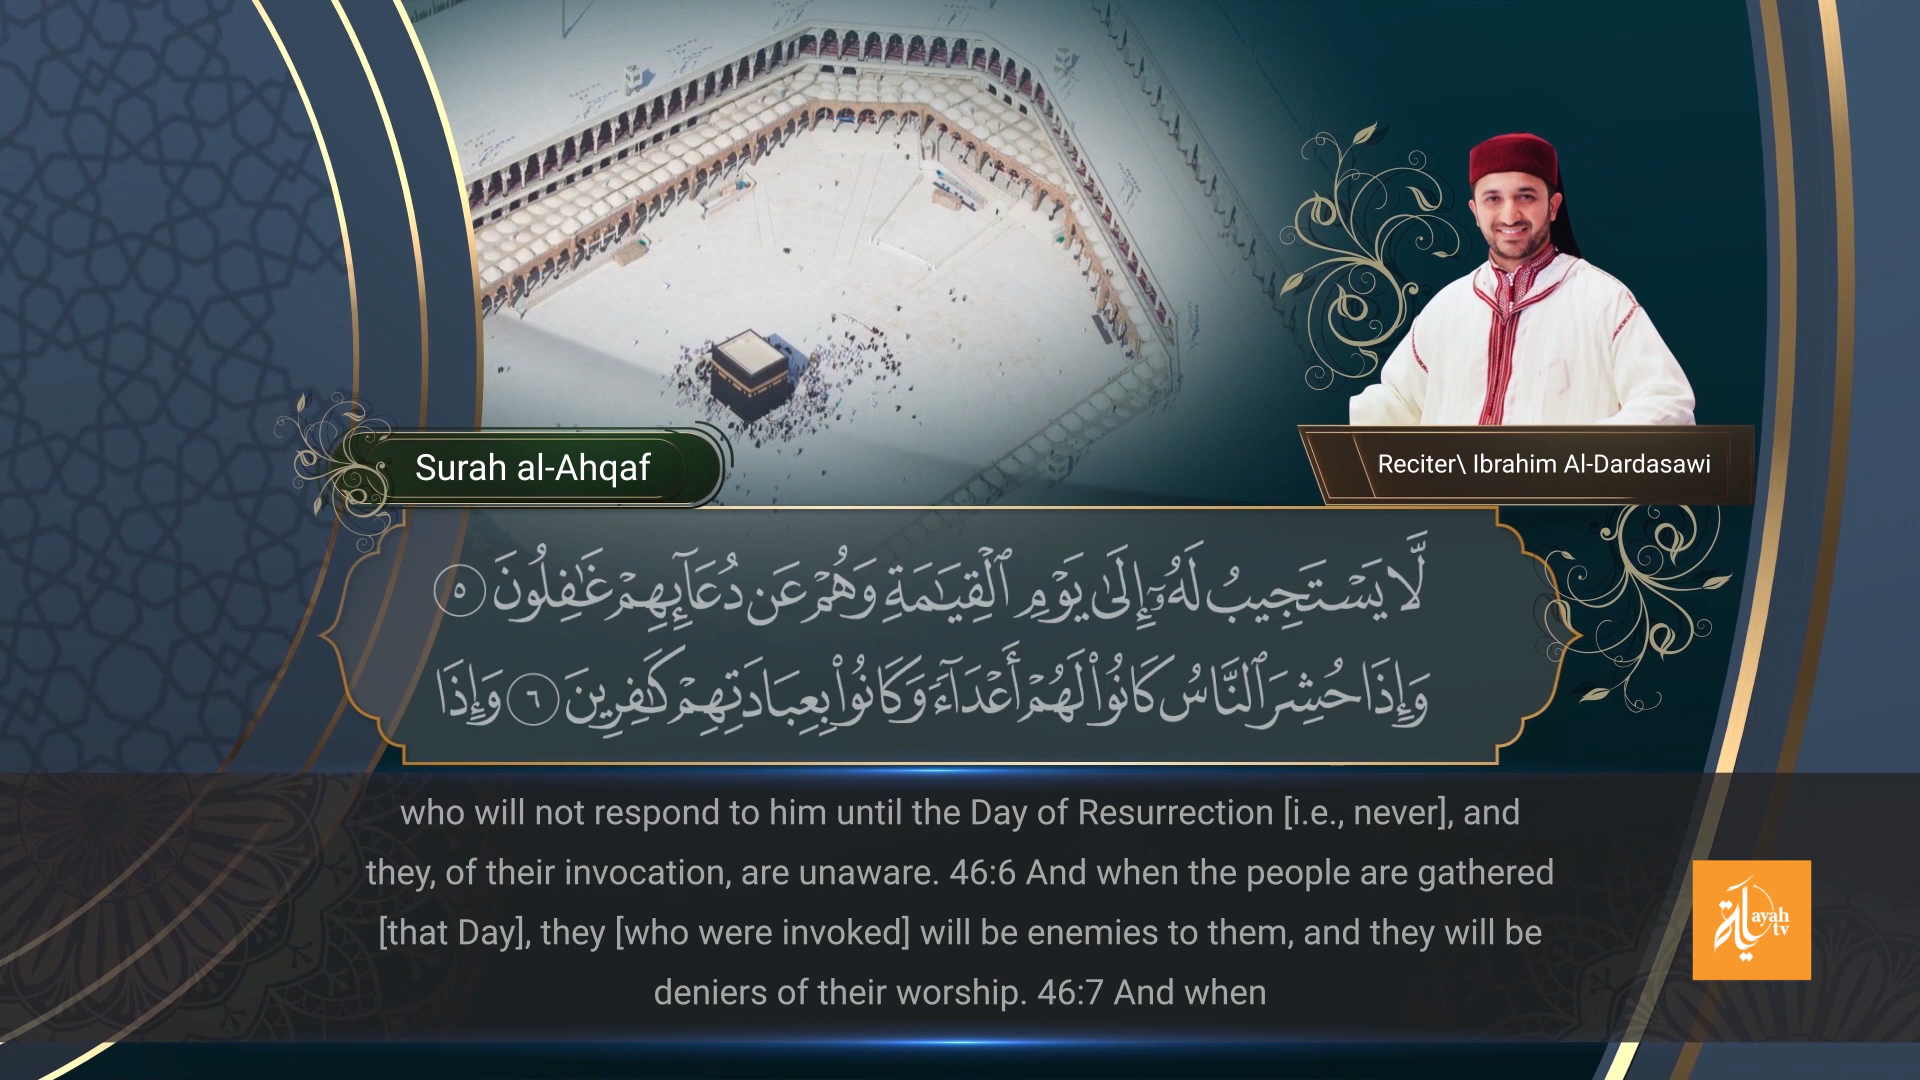 Surah al-Ahqaf
Reciter\ Ibrahim Al-Dardasawi
لَّا يَسْتَجِيبُ لَهُۥٓ إِلَىٰ يَوْمِ ٱلْقِيَـٰمَةِ وَهُمْ عَن دُعَآئِهِمْ غَـٰفِلُونَ ٥
وَإِذَا حُشِرَ ٱلنَّاسُ كَانُوا۟ لَهُمْ أَعْدَآءً وَكَانُوا۟ بِعِبَادَتِهِمْ كَـٰفِرِينَ ٦ وَإِذَا
who will not respond to him until the Day of Resurrection [i.e., never], and
they, of their invocation, are unaware. 46:6 And when the people are gathered
[that Day], they [who were invoked] will be enemies to them, and they will be
deniers of their worship. 46:7 And when
آية
ayah
tv